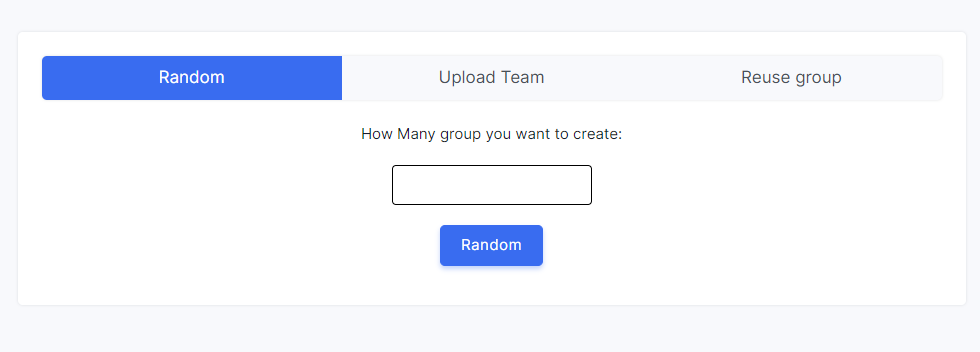 Random Upload Team Reuse group
How Many group you want to create:
Random